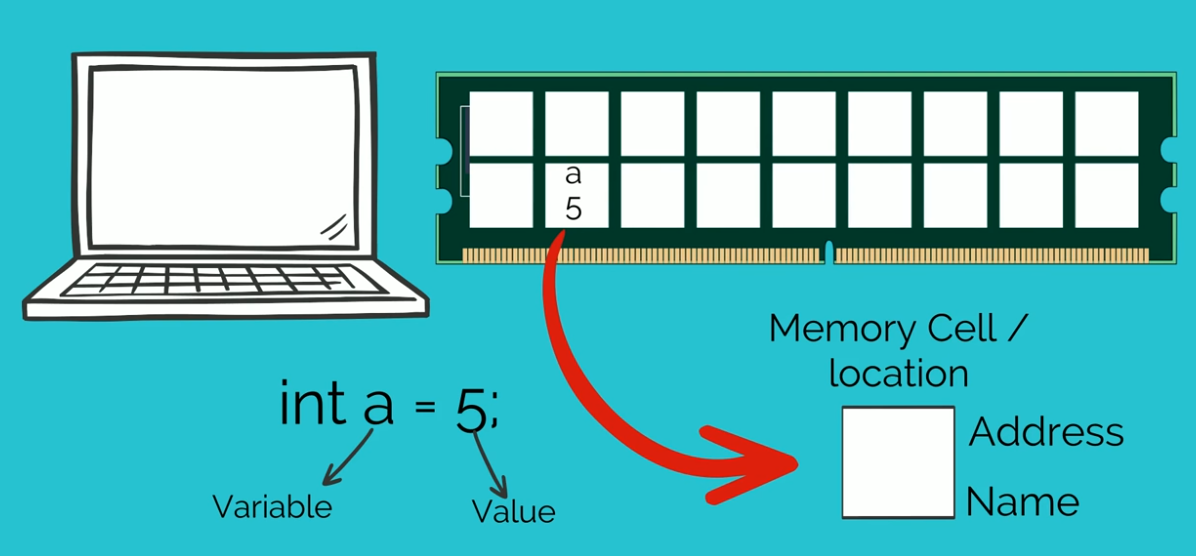 a
5
Memory Cell /
location
int a = 5;
Address
Name
Variable
Value